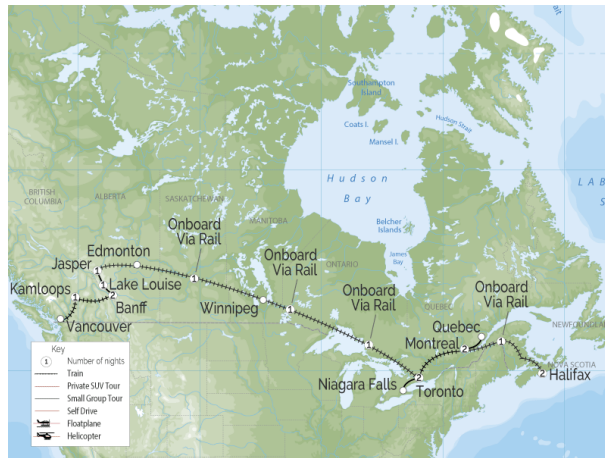 Southampton
Island
Coats I.
Mansel I.
Hudson Strait
Hudson
Bay
LAB
S
BRITISH
COLUMBIA
ALBERTA
SASKATCHEWAN
MANITOBA
ONTARIO
QUEBEC
NEWFOUNDLAN
NOVA SCOTIA
Belcher
Islands
James
Bay
Onboard
Via Rail
Onboard
Via Rail
Onboard
Via Rail
Onboard
Via Rail
Edmonton
Jasper
1
1
Lake Louise
Kamloops
1
2
Banff
Vancouver
1
Winnipeg
1
1
Quebec
Montreal
2
1
Niagara Falls
2
Toronto
2
Halifax
Key
1
Number of nights
Train
Private SUV Tour
Small Group Tour
Self Drive
Floatplane
Helicopter